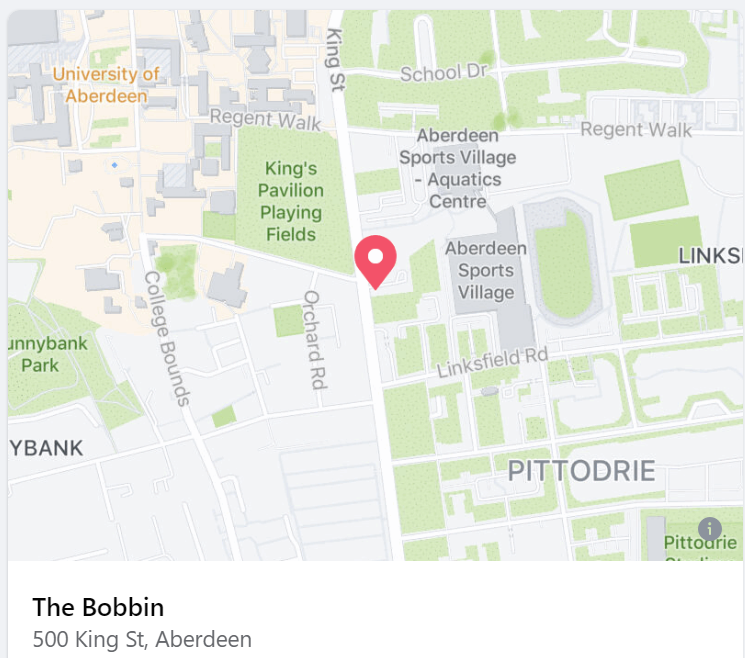 King St
University of
Aberdeen
School Dr
Regent Walk
Regent Walk
Aberdeen
Sports Village
- Aquatics
Centre
King's
Pavilion
Playing
Fields
Aberdeen
Sports
Village
LINKS
College Bounds
Orchard Rd
unnybank
Park
Linksfield Rd
YBANK
PITTODRIE
Pittodrie
The Bobbin
500 King St, Aberdeen